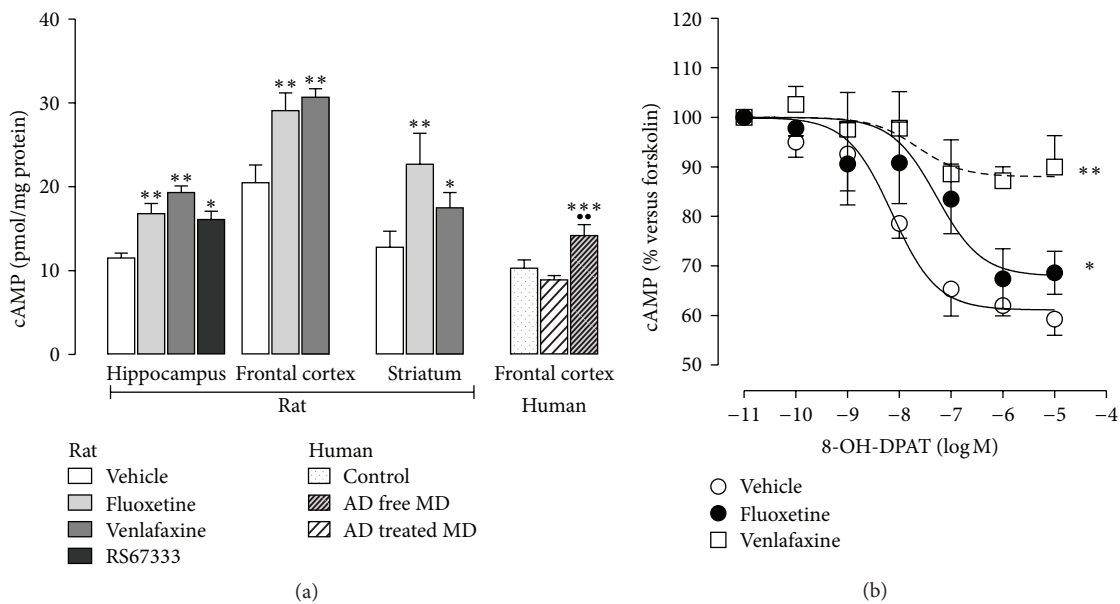 40
30
20
10
0
cAMP (pmol/mg protein)
**
**
*
**
**
**
*
***
••
Hippocampus
Frontal cortex
Striatum
Frontal cortex
Rat
Human
Rat
Vehicle
Fluoxetine
Venlafaxine
RS67333
Human
Control
AD free MD
AD treated MD
(a)
120
110
100
90
80
70
60
50
cAMP (% versus forskolin)
**
*
−11 −10 −9 −8 −7 −6 −5 −4
8-OH-DPAT (log M)
Vehicle
Fluoxetine
Venlafaxine
(b)